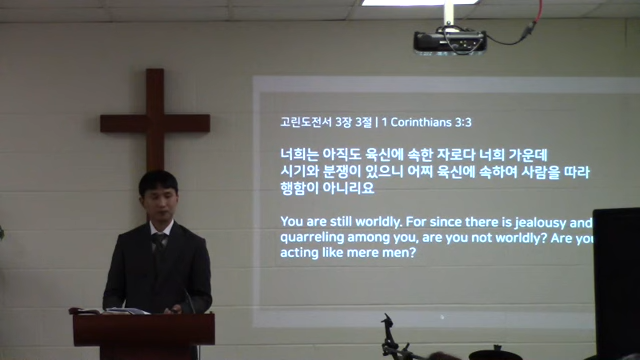 고린도전서 3장 3절 | 1 Corinthians 3:3
너희는 아직도 육신에 속한 자로다 너희 가운데
시기와 분쟁이 있으니 어찌 육신에 속하여 사람을 따라
행함이 아니리요
You are still worldly. For since there is jealousy and
quarreling among you, are you not worldly? Are you
acting like mere men?